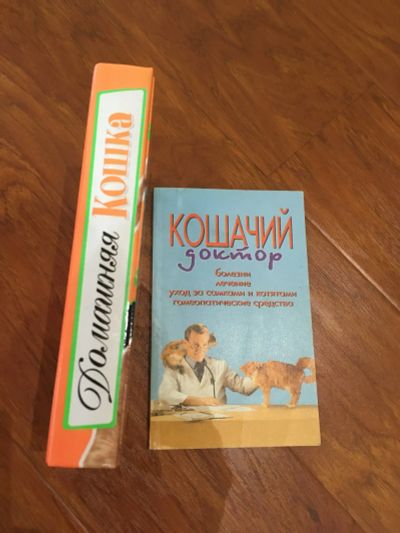 Домашняя
Кошка
КОШАЧИЙ
доктор
болезни
лечение
уход за самками и котятами
гомеопатические средства